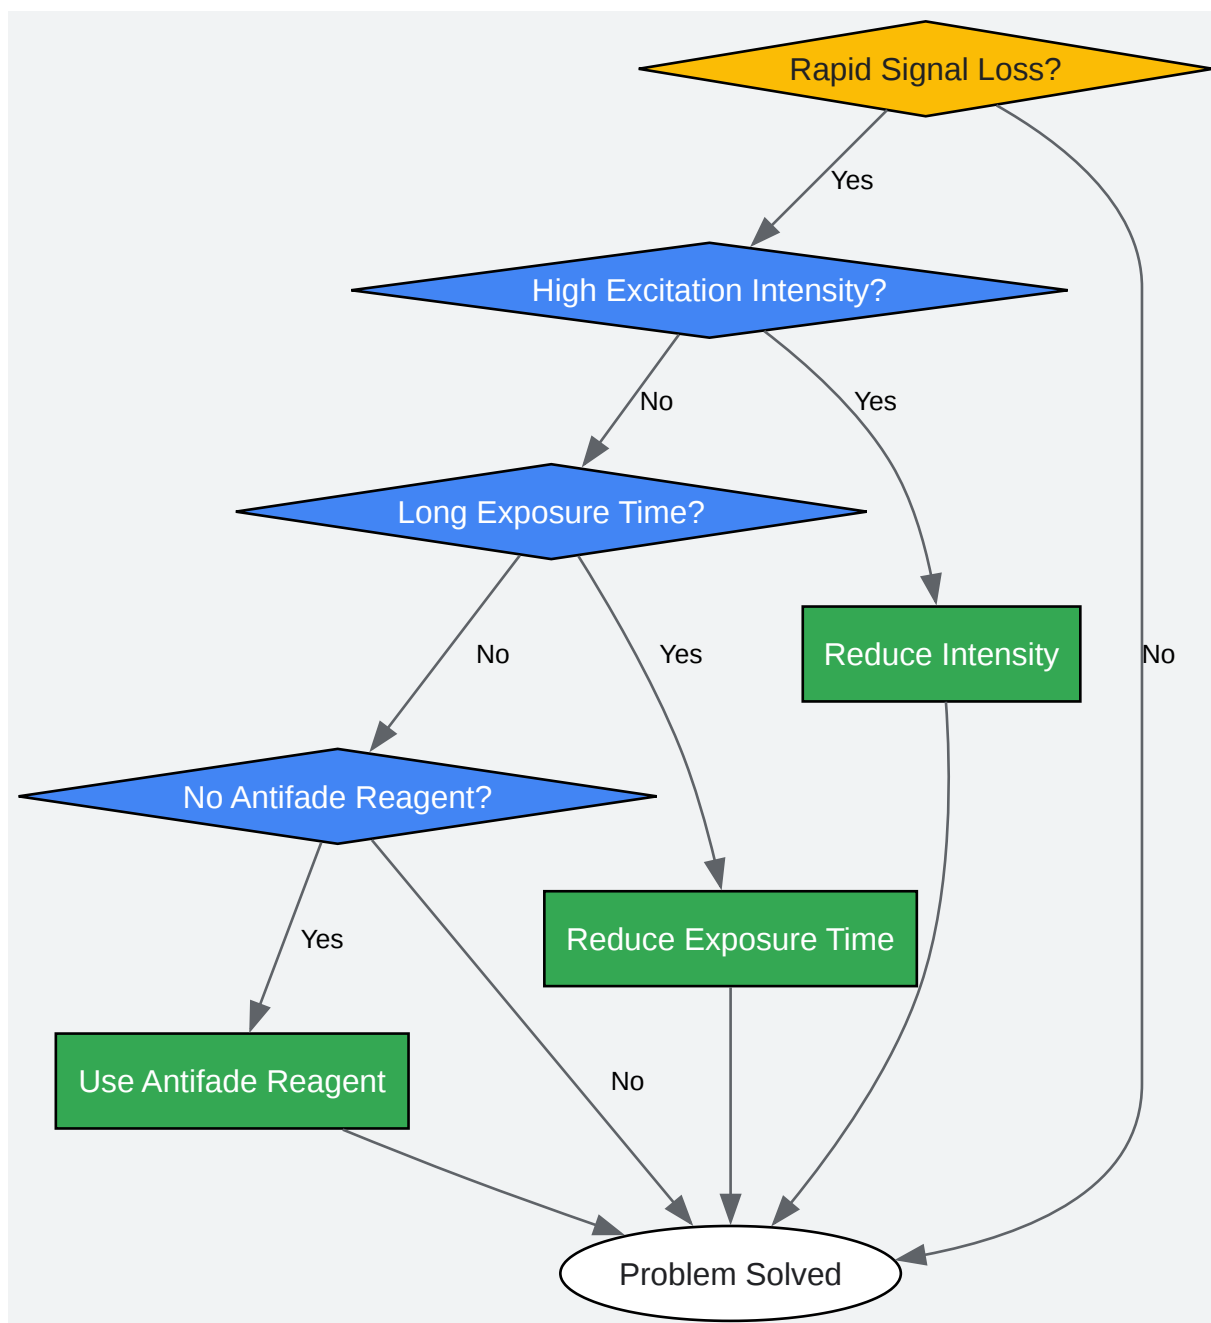 Rapid Signal Loss?
Yes
High Excitation Intensity?
No
Yes
Long Exposure Time?
No
Yes
Reduce Intensity
No
No Antifade Reagent?
Yes
Reduce Exposure Time
Use Antifade Reagent
No
Problem Solved